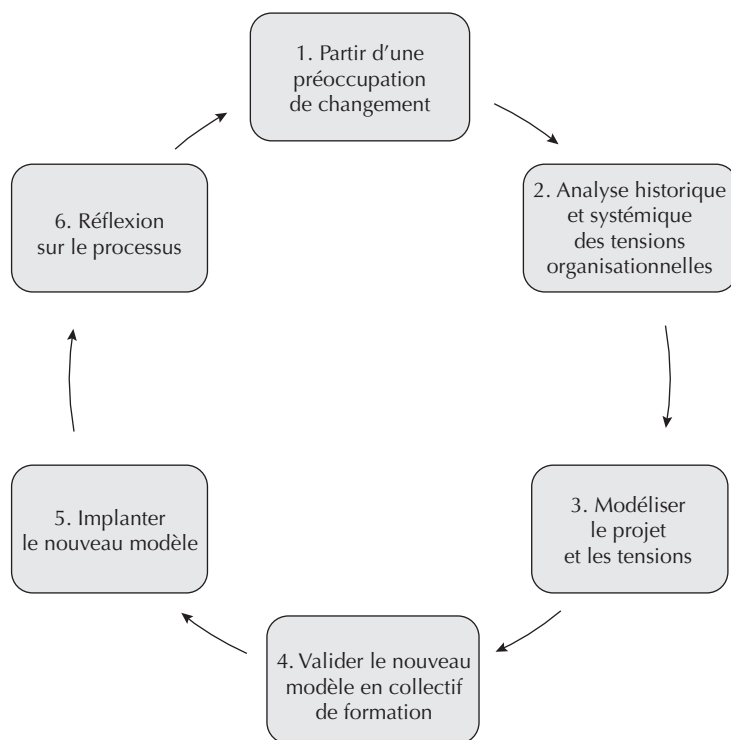 1. Partir d’une
préoccupation
de changement
2. Analyse historique
et systémique
des tensions
organisationnelles
3. Modéliser
le projet
et les tensions
4. Valider le nouveau
modèle en collectif
de formation
5. Implanter
le nouveau modèle
6. Réflexion
sur le processus